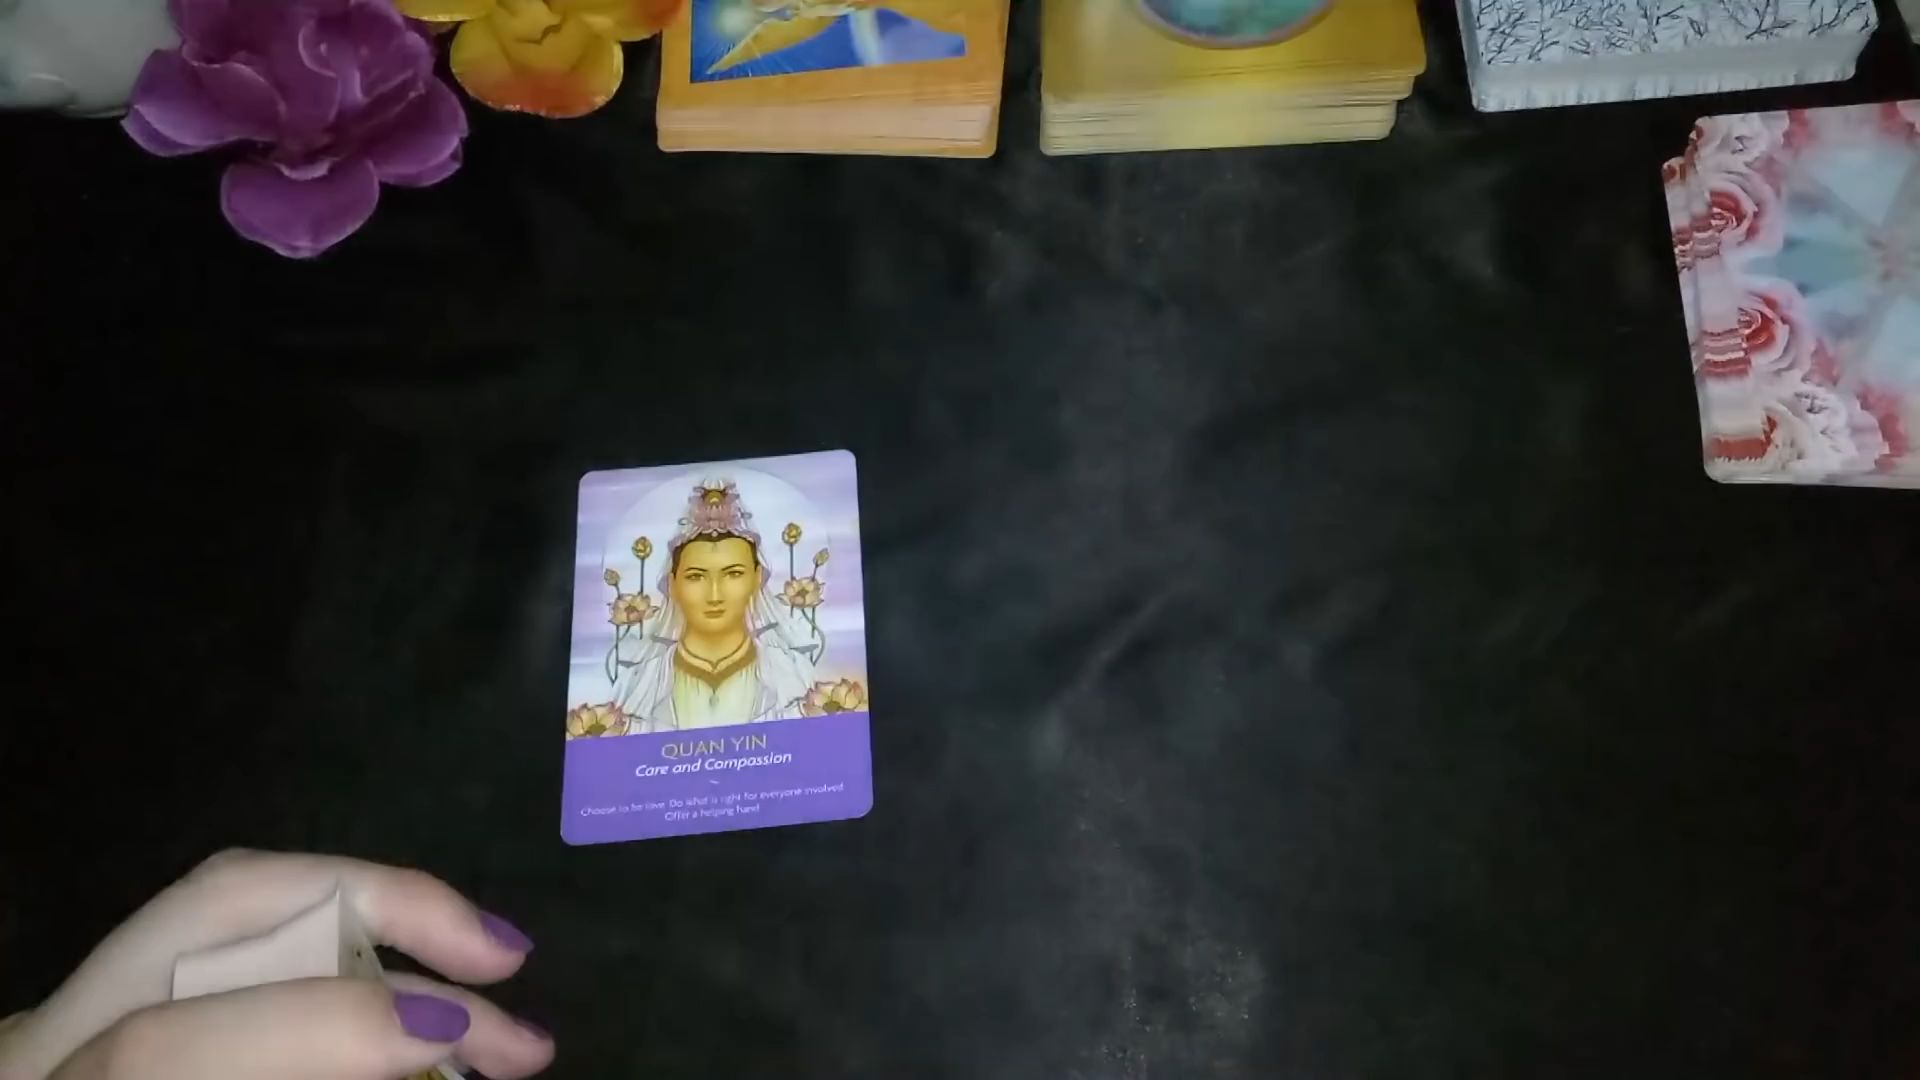 QUAN YIN
Care and Compassion
~
Choose to be love. Do what is right for everyone involved.
Offer a helping hand.